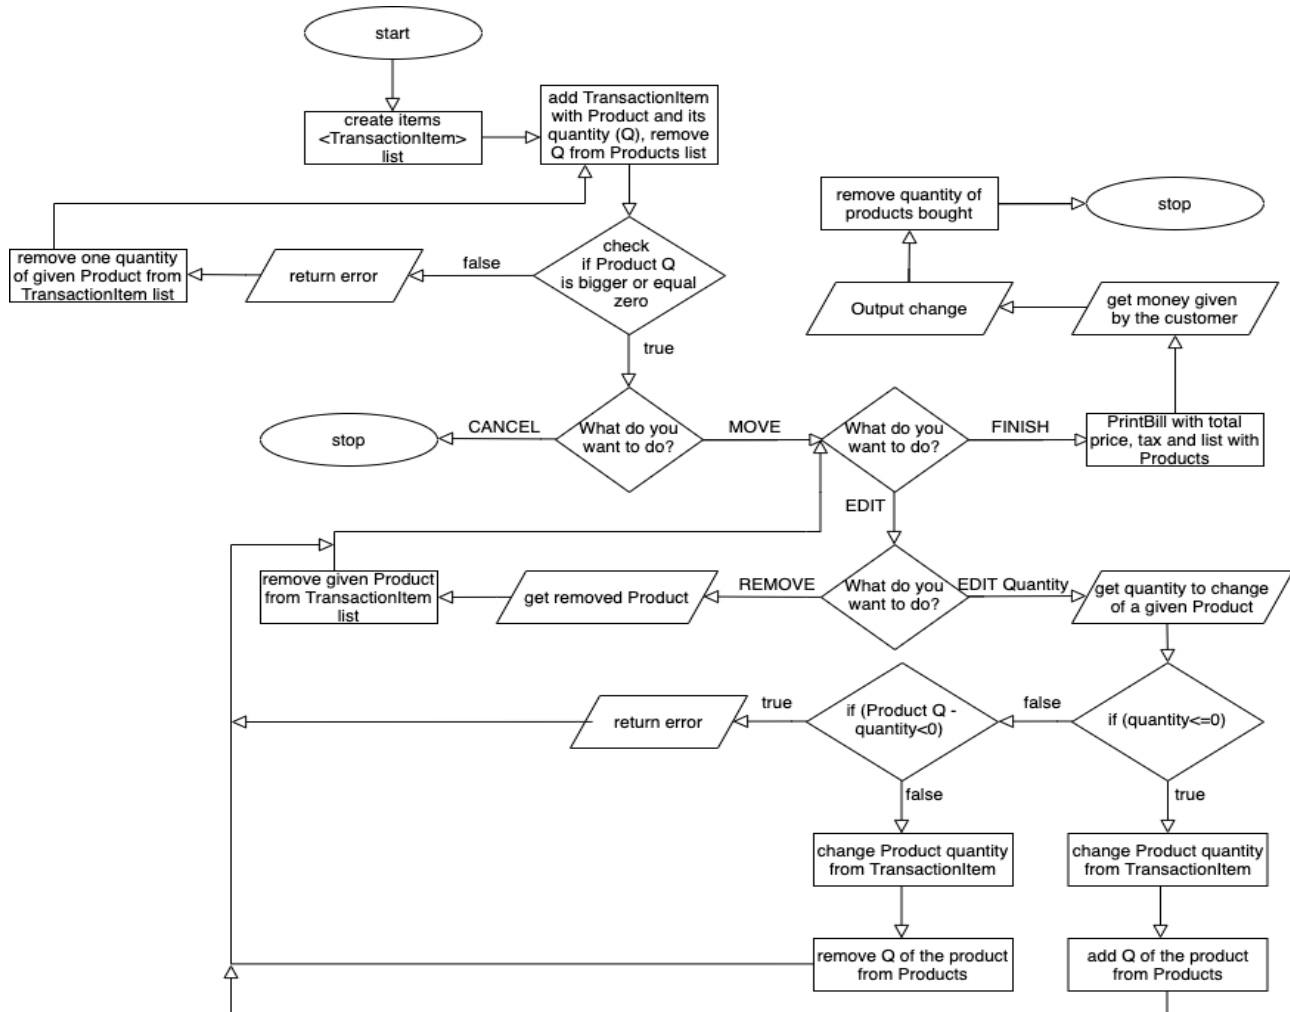 start
create items
<TransactionItem>
list
add TransactionItem
with Product and its
quantity (Q), remove
Q from Products list
remove quantity of
products bought
stop
remove one quantity
of given Product from
TransactionItem list
return error
false
check
if Product Q
is bigger or equal
zero
true
Output change
get money given
by the customer
stop
CANCEL
What do you
want to do?
MOVE
What do you
want to do?
FINISH
PrintBill with total
price, tax and list with
Products
EDIT
remove given Product
from TransactionItem
list
get removed Product
REMOVE
What do you
want to do?
EDIT Quantity
get quantity to change
of a given Product
return error
true
if (Product Q -
quantity<0)
false
if (quantity<=0)
false
true
change Product quantity
from TransactionItem
change Product quantity
from TransactionItem
remove Q of the product
from Products
add Q of the product
from Products